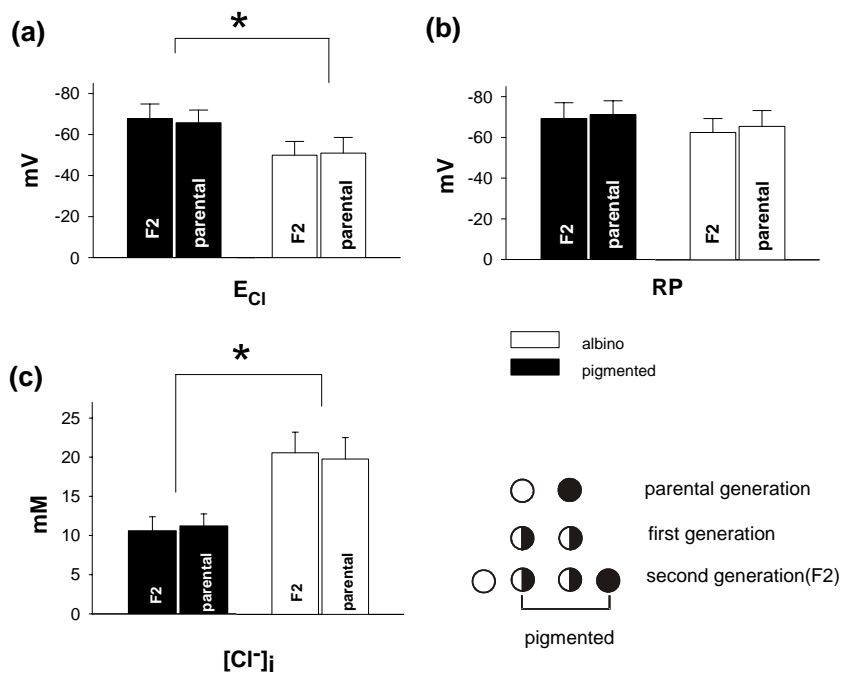 (a)
*
-80
-60
-40
-20
0
mV
F2
parental
F2
parental
E_Cl
(b)
-80
-60
-40
-20
0
mV
F2
parental
F2
parental
RP
albino
pigmented
(c)
*
25
20
15
10
5
0
mM
F2
parental
F2
parental
[Cl⁻]i
parental generation
first generation
second generation(F2)
pigmented